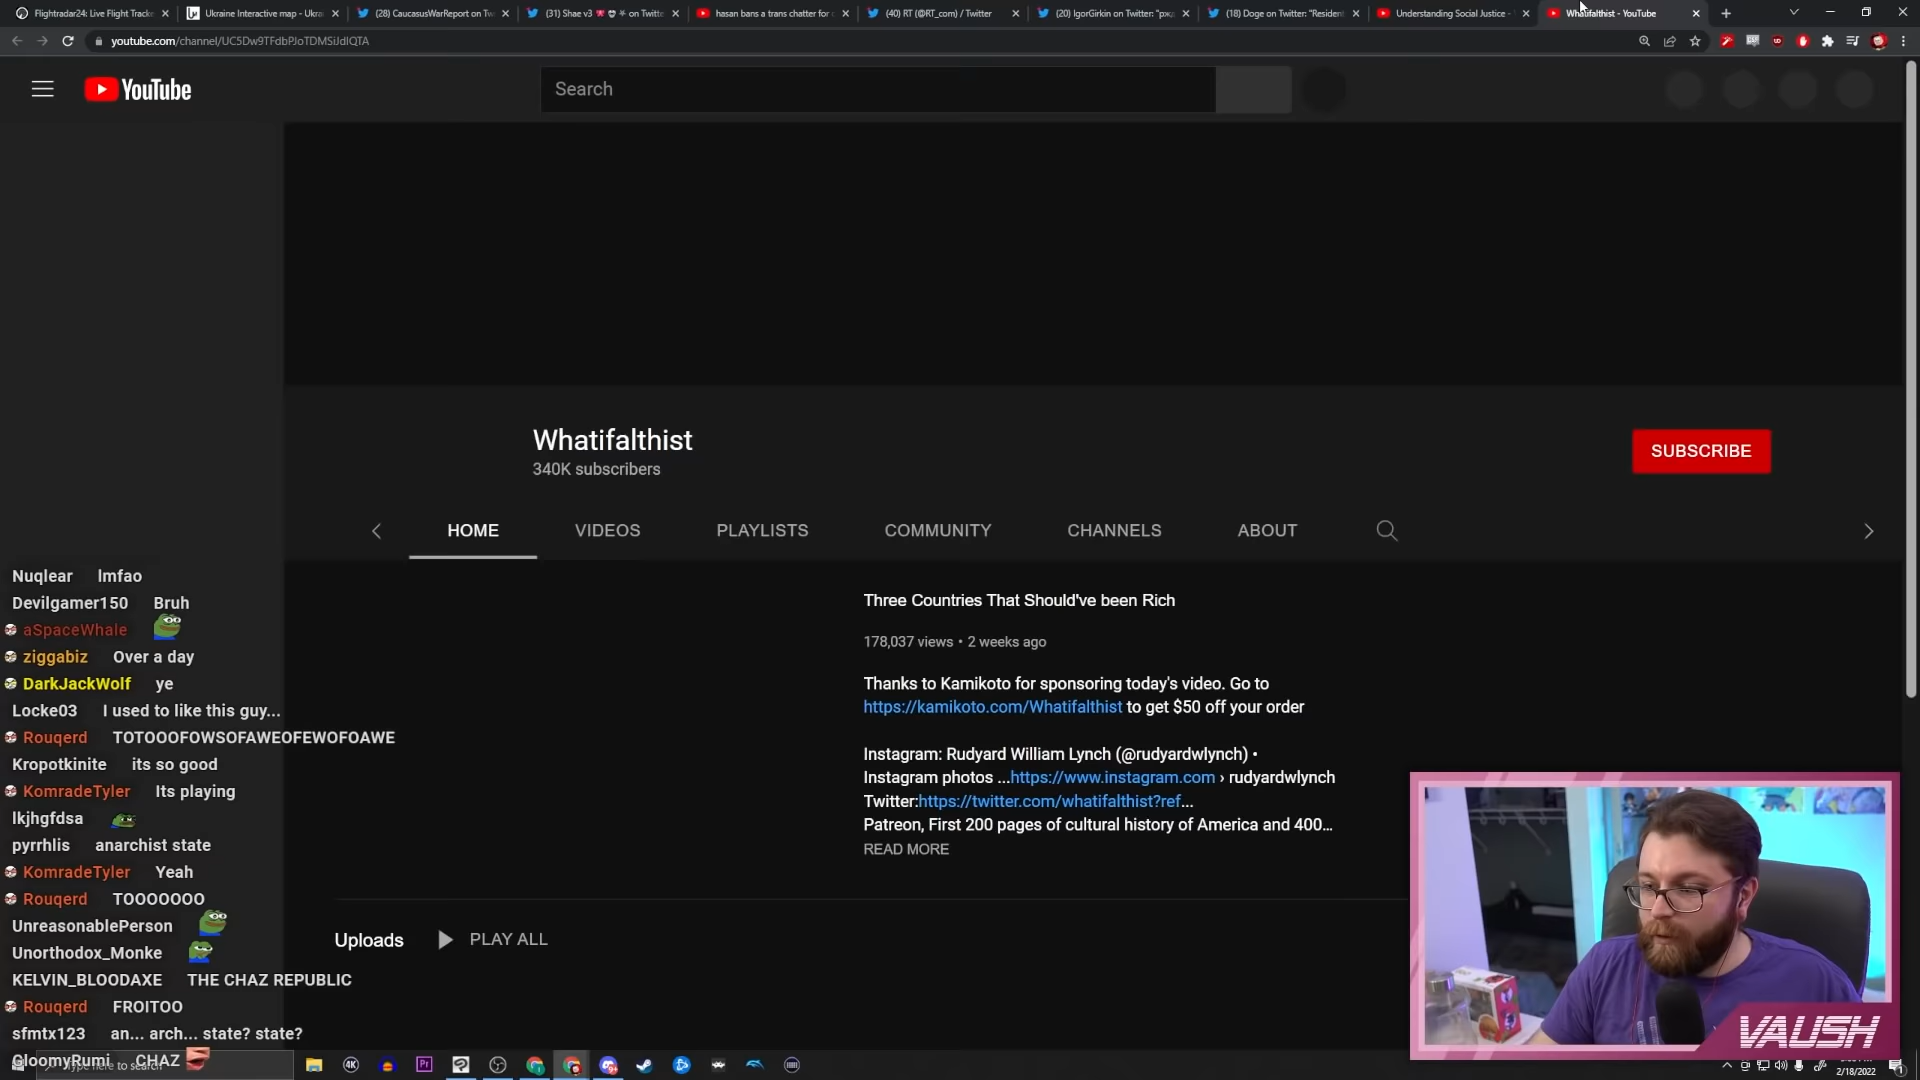 Flightradar24: Live Flight Tracke
Ukraine Interactive map - Ukra
(28) CaucasusWarReport on Tw
(31) Shae v3
on Twitte
hasan bans a trans chatter for
(40) RT (@RT_com) / Twitter
(20) IgorGirkin on Twitter: "ржа
(18) Doge on Twitter: "Residen
Understanding Social Justice -
Whatifalthist - YouTube
youtube.com/channel/
YouTube
Search
Whatifalthist
340K subscribers
SUBSCRIBE
HOME
VIDEOS
PLAYLISTS
COMMUNITY
CHANNELS
ABOUT
Three Countries That Should've been Rich
178,037 views • 2 weeks ago
Thanks to Kamikoto for sponsoring today's video. Go to
https://kamikoto.com/Whatifalthist to get $50 off your order
Instagram: Rudyard William Lynch (@rudyardwlynch) •
Instagram photos ...https://www.instagram.com › rudyardwlynch
Twitter:https://twitter.com/whatifalthist?ref...
Patreon, First 200 pages of cultural history of America and 400...
READ MORE
Uploads
PLAY ALL
Nuqlear lmfao
Devilgamer150 Bruh
aSpaceWhale
ziggabiz Over a day
DarkJackWolf ye
Locke03 I used to like this guy...
Rouqerd TOTOOOFOWSOFAWEOFEWOFOAWE
Kropotkinite its so good
KomradeTyler Its playing
lkjhgfdsa
pyrrhlis anarchist state
KomradeTyler Yeah
Rouqerd TOOOOOOO
UnreasonablePerson
Unorthodox_Monke
KELVIN_BLOODAXE THE CHAZ REPUBLIC
Rouqerd FROITOO
sfmtx123 an... arch... state? state?
GloomyRumi CHAZ
Type here to search
4K
Pr
VAUSH
2/18/2022